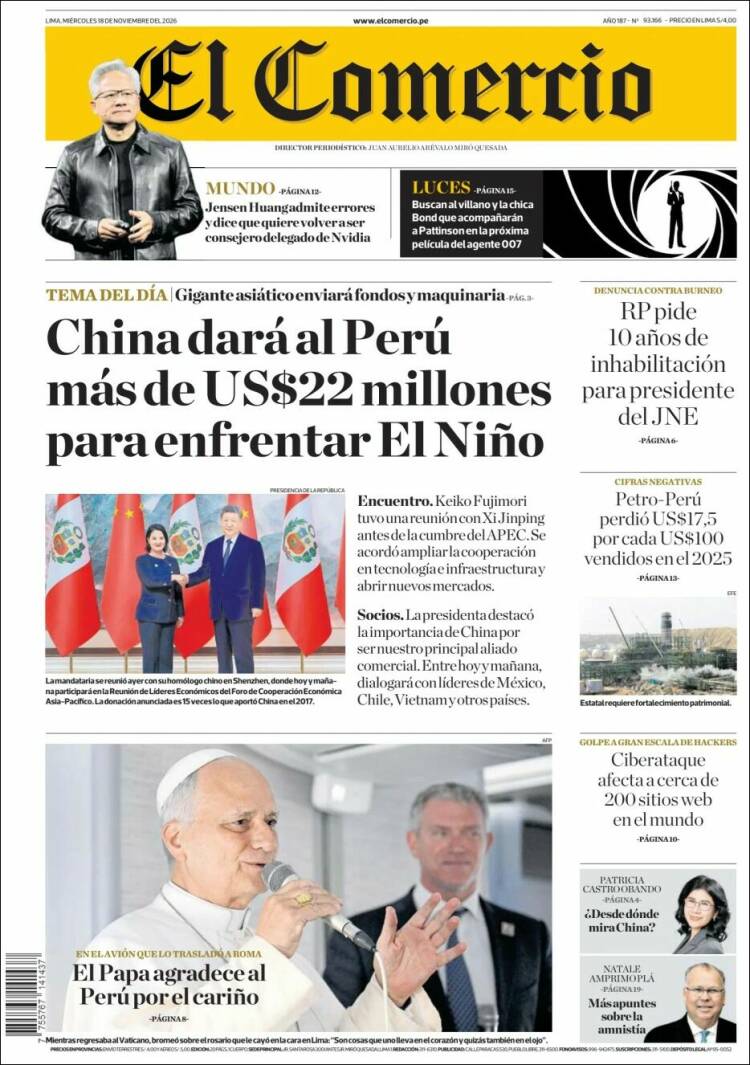 LIMA, MIÉRCOLES 18 DE NOVIEMBRE DEL 2026
www.elcomercio.pe
AÑO 187 - Nº 93.166 - PRECIO EN LIMA S/4,00
El Comercio
DIRECTOR PERIODÍSTICO: JUAN AURELIO ARÉVALO MIRÓ QUESADA
MUNDO -PÁGINA 12-
Jensen Huang admite errores
y dice que quiere volver a ser
consejero delegado de Nvidia
LUCES -PÁGINA 15-
Buscan al villano y la chica
Bond que acompañarán
a Pattinson en la próxima
película del agente 007
TEMA DEL DÍA | Gigante asiático enviará fondos y maquinaria -PÁG. 3-
China dará al Perú
más de US$22 millones
para enfrentar El Niño
PRESIDENCIA DE LA REPÚBLICA
La mandataria se reunió ayer con su homólogo chino en Shenzhen, donde hoy y maña-
na participará en la Reunión de Líderes Económicos del Foro de Cooperación Económica
Asia-Pacífico. La donación anunciada es 15 veces lo que aportó China en el 2017.
Encuentro. Keiko Fujimori
tuvo una reunión con Xi Jinping
antes de la cumbre del APEC. Se
acordó ampliar la cooperación
en tecnología e infraestructura y
abrir nuevos mercados.
Socios. La presidenta destacó
la importancia de China por
ser nuestro principal aliado
comercial. Entre hoy y mañana,
dialogará con líderes de México,
Chile, Vietnam y otros países.
DENUNCIA CONTRA BURNEO
RP pide
10 años de
inhabilitación
para presidente
del JNE
-PÁGINA 6-
CIFRAS NEGATIVAS
Petro-Perú
perdió US$17,5
por cada US$100
vendidos en el 2025
-PÁGINA 13-
EFE
Estatal requiere fortalecimiento patrimonial.
GOLPE A GRAN ESCALA DE HACKERS
Ciberataque
afecta a cerca de
200 sitios web
en el mundo
-PÁGINA 10-
PATRICIA
CASTRO OBANDO
-PÁGINA 4-
¿Desde dónde
mira China?
NATALE
AMPRIMO PLÁ
-PÁGINA 19-
Más apuntes
sobre la
amnistía
AFP
EN EL AVIÓN QUE LO TRASLADÓ A ROMA
El Papa agradece al
Perú por el cariño
-PÁGINA 8-
7 755767 141437
Mientras regresaba al Vaticano, bromeó sobre el rosario que le cayó en la cara en Lima: "Son cosas que uno lleva en el corazón y quizás también en el ojo".
PRECIOS EN PROVINCIAS: